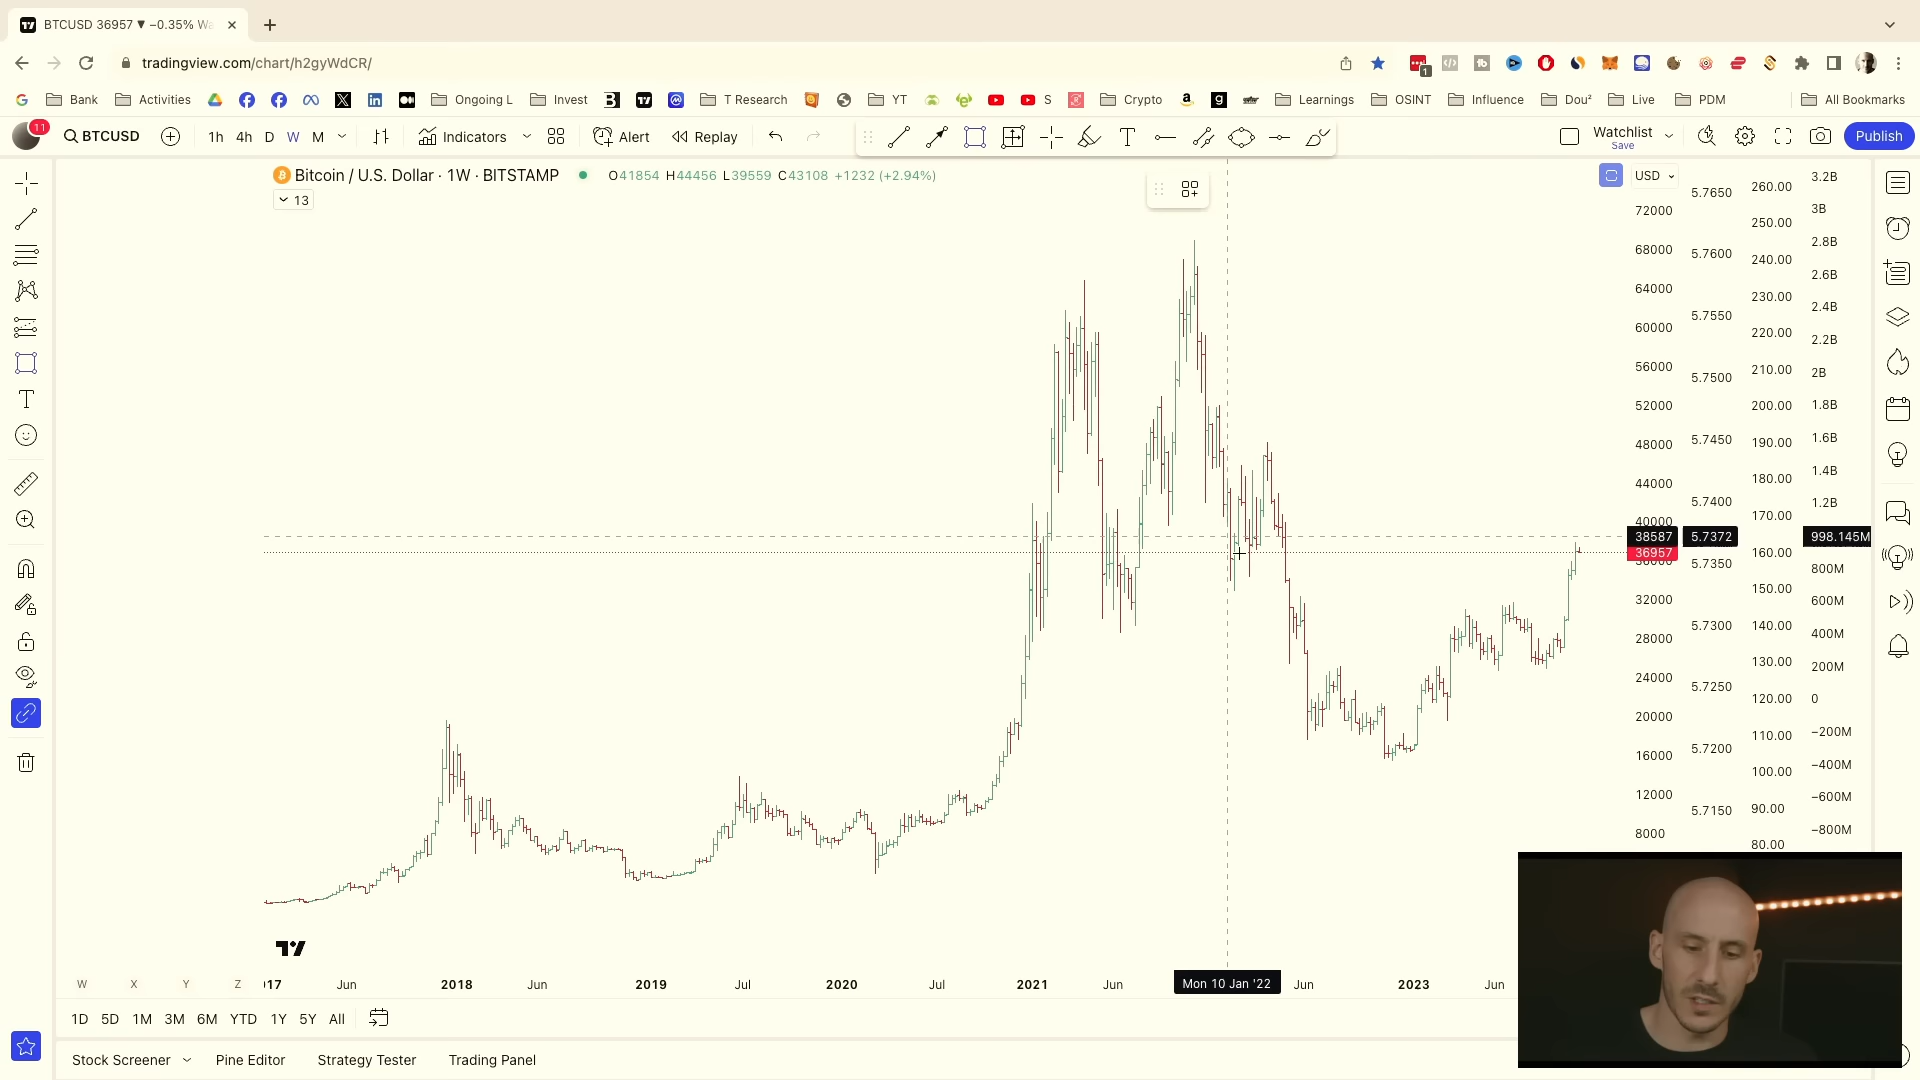 BTCUSD 36957 ▼ −0.35% Wa
tradingview.com/chart/h2gyWdCR/
1
Bank
Activities
Ongoing L
Invest
T Research
YT
S
Crypto
Learnings
OSINT
Influence
Dou²
Live
PDM
All Bookmarks
11
BTCUSD
1h 4h D W M
Indicators
Alert
Replay
Watchlist
Save
Publish
Bitcoin / U.S. Dollar · 1W · BITSTAMP
O41854 H44456 L39559 C43108 +1232 (+2.94%)
13
USD
72000
68000
64000
60000
56000
52000
48000
44000
40000
38587
36957
36000
32000
28000
24000
20000
16000
12000
8000
5.7650
5.7600
5.7550
5.7500
5.7450
5.7400
5.7372
5.7350
5.7300
5.7250
5.7200
5.7150
260.00
250.00
240.00
230.00
220.00
210.00
200.00
190.00
180.00
170.00
160.00
150.00
140.00
130.00
120.00
110.00
100.00
90.00
80.00
3.2B
3B
2.8B
2.6B
2.4B
2.2B
2B
1.8B
1.6B
1.4B
1.2B
998.145M
800M
600M
400M
200M
0
−200M
−400M
−600M
−800M
W X Y Z
'17 Jun 2018 Jun 2019 Jul 2020 Jul 2021 Jun Mon 10 Jan '22 Jun 2023 Jun
1D 5D 1M 3M 6M YTD 1Y 5Y All
Stock Screener
Pine Editor
Strategy Tester
Trading Panel